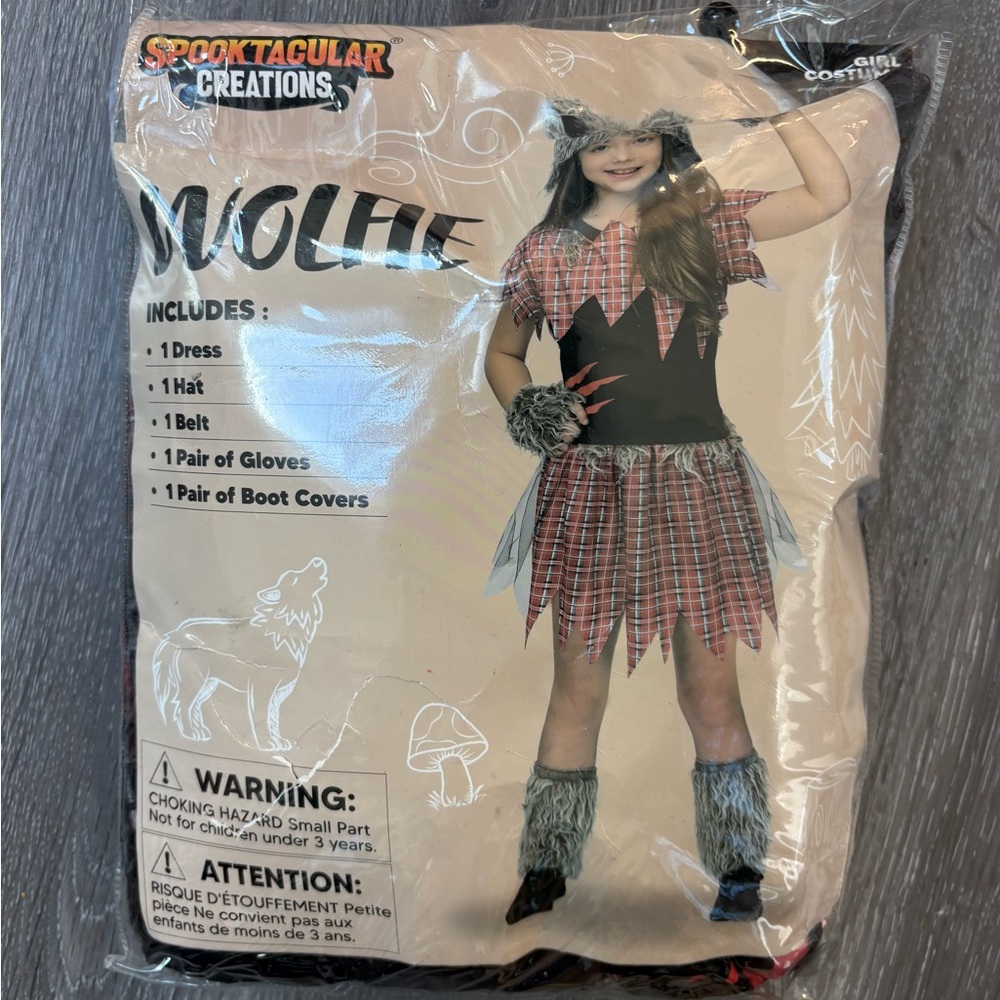 SPOOKTACULAR®
CREATIONS
GIRL
COSTUME
WOLFIE
INCLUDES :
• 1 Dress
• 1 Hat
• 1 Belt
• 1 Pair of Gloves
• 1 Pair of Boot Covers
WARNING:
CHOKING HAZARD Small Part
Not for children under 3 years.
ATTENTION:
RISQUE D'ÉTOUFFEMENT Petite
pièce Ne convient pas aux
enfants de moins de 3 ans.